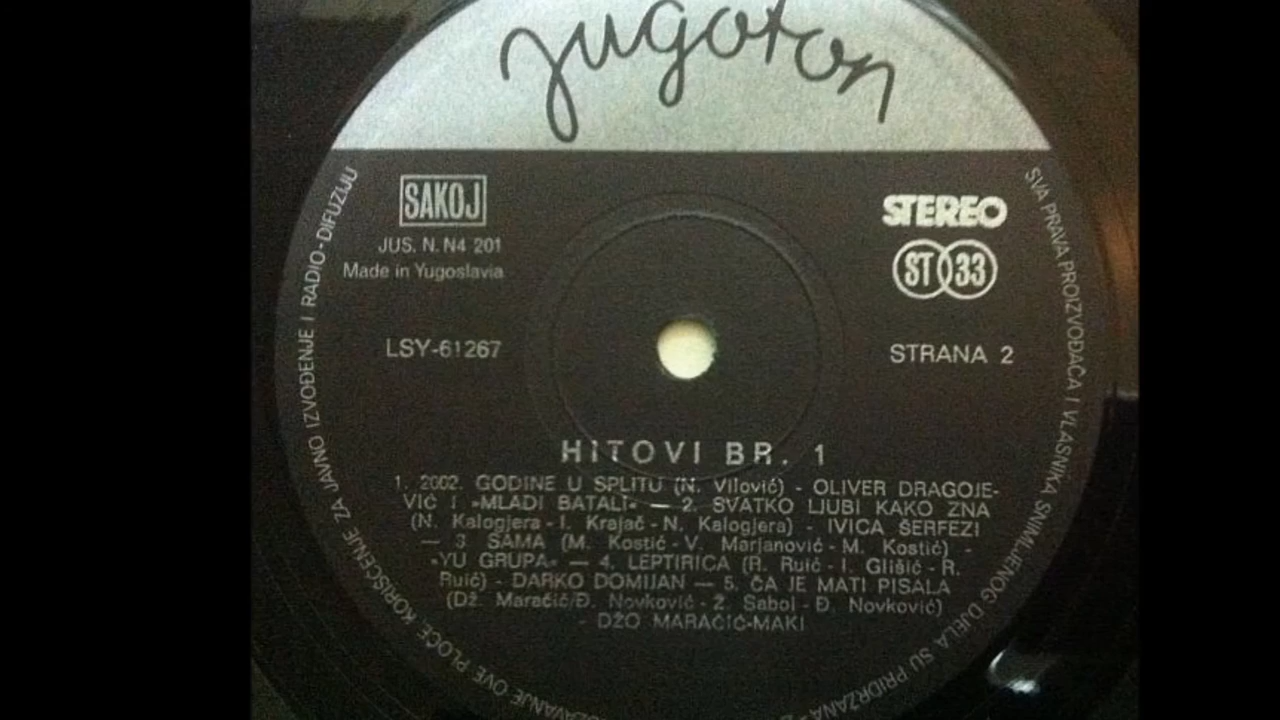 jugoton
SAKOJ
JUS. N. N4 201
Made in Yugoslavia
LSY-61267
STEREO
ST 33
STRANA 2
HITOVI BR. 1
1. 2002. GODINE U SPLITU (N. Vilović) - OLIVER DRAGOJE-
VIĆ I »MLADI BATALI« — 2. SVATKO LJUBI KAKO ZNA
(N. Kalogjera - I. Krajač - N. Kalogjera) - IVICA ŠERFEZI
— 3. SAMA (M. Kostić - V. Marjanović - M. Kostić) -
»YU GRUPA« — 4. LEPTIRICA (R. Ruić - I. Glišić - R.
Ruić) - DARKO DOMIJAN — 5. ČA JE MATI PISALA
(Dž. Maračić/Đ. Novković - Ž. Sabol - Đ. Novković)
- DŽO MARAČIĆ-MAKI
SVA PRAVA PROIZVOĐAČA I VLASNIKA SNIMLJENOG DJELA SU PRIDRŽANA
KORIŠĆENJE ZA JAVNO IZVOĐENJE I RADIO-DIFUZIJU
OVE PLOČE,